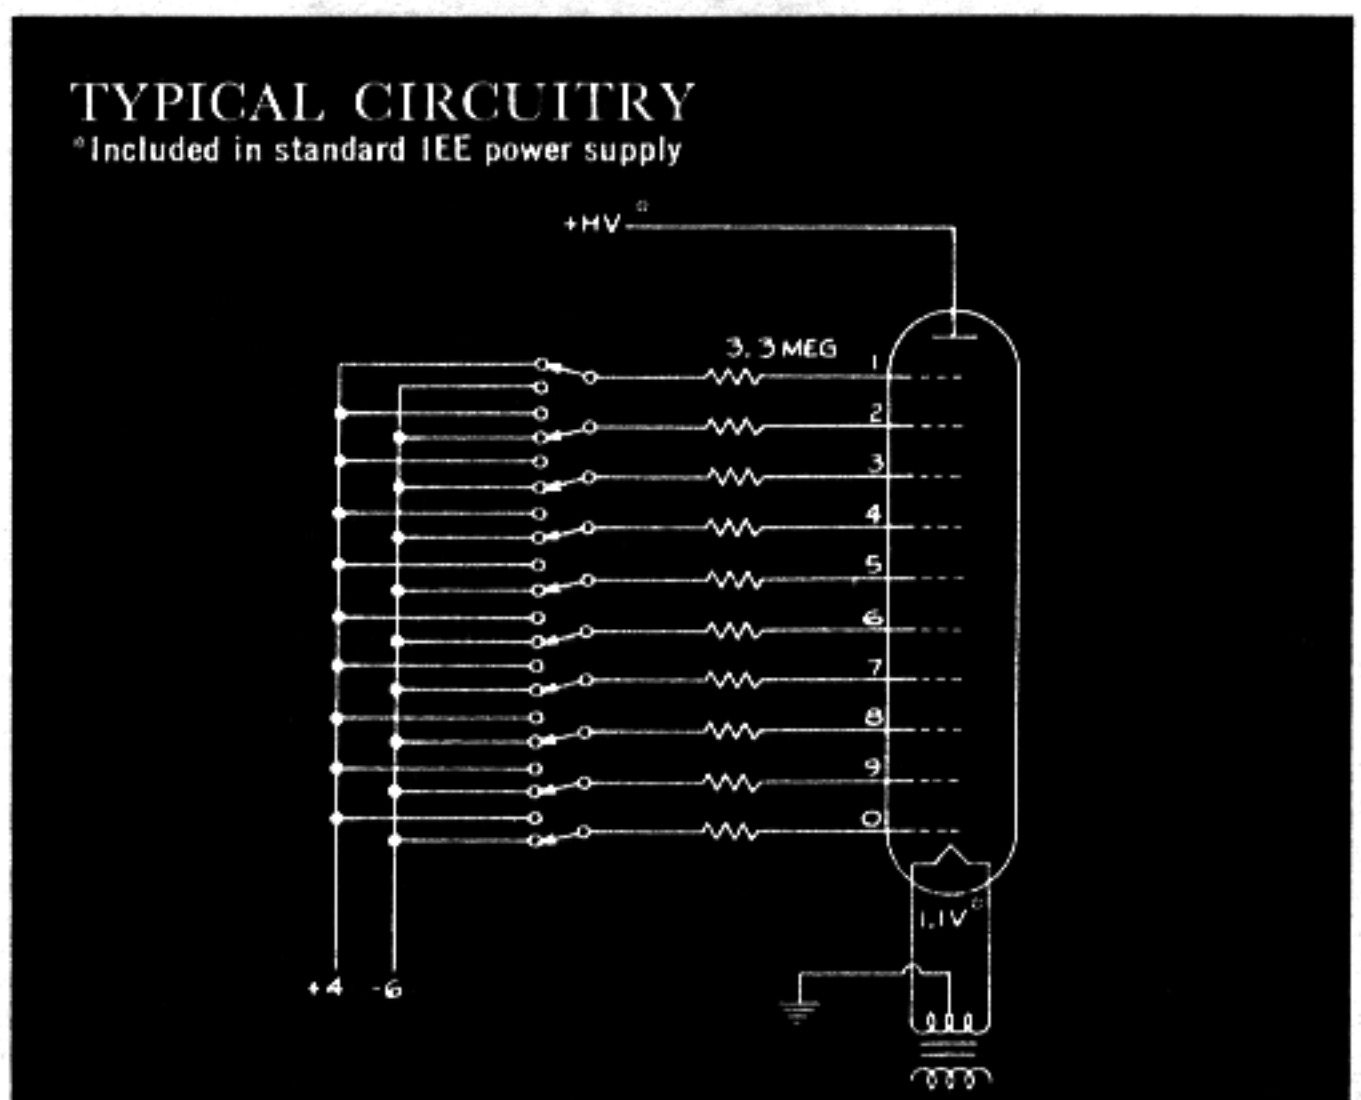 TYPICAL CIRCUITRY
*Included in standard IEE power supply
+HV *
3.3 MEG
1
2
3
4
5
6
7
8
9
0
1.1V *
+4 -6